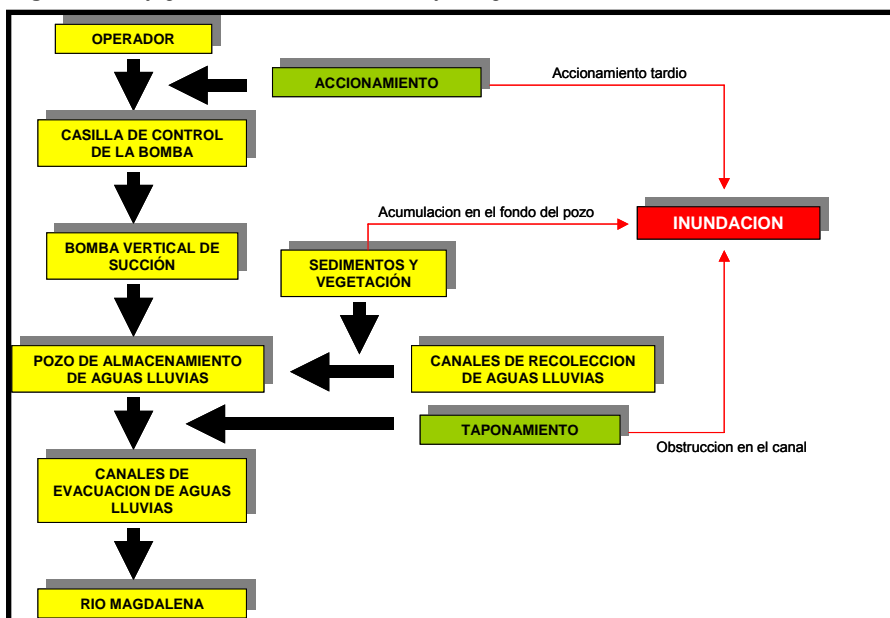 OPERADOR
ACCIONAMIENTO
Accionamiento tardio
CASILLA DE CONTROL
DE LA BOMBA
Acumulacion en el fondo del pozo
INUNDACION
BOMBA VERTICAL DE
SUCCIÓN
SEDIMENTOS Y
VEGETACIÓN
POZO DE ALMACENAMIENTO
DE AGUAS LLUVIAS
CANALES DE RECOLECCION
DE AGUAS LLUVIAS
TAPONAMIENTO
Obstruccion en el canal
CANALES DE
EVACUACION DE AGUAS
LLUVIAS
RIO MAGDALENA